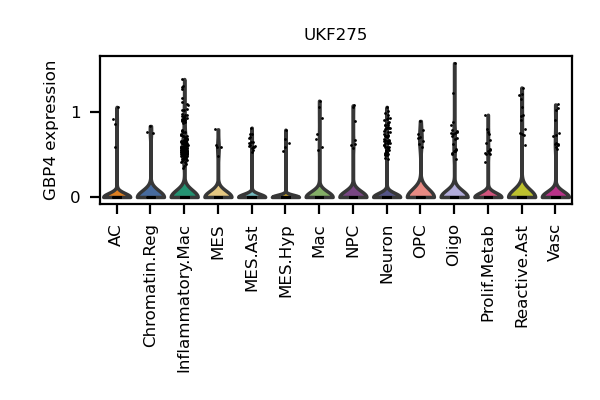 UKF275
GBP4 expression
1
0
AC
Chromatin.Reg
Inflammatory.Mac
MES
MES.Ast
MES.Hyp
Mac
NPC
Neuron
OPC
Oligo
Prolif.Metab
Reactive.Ast
Vasc